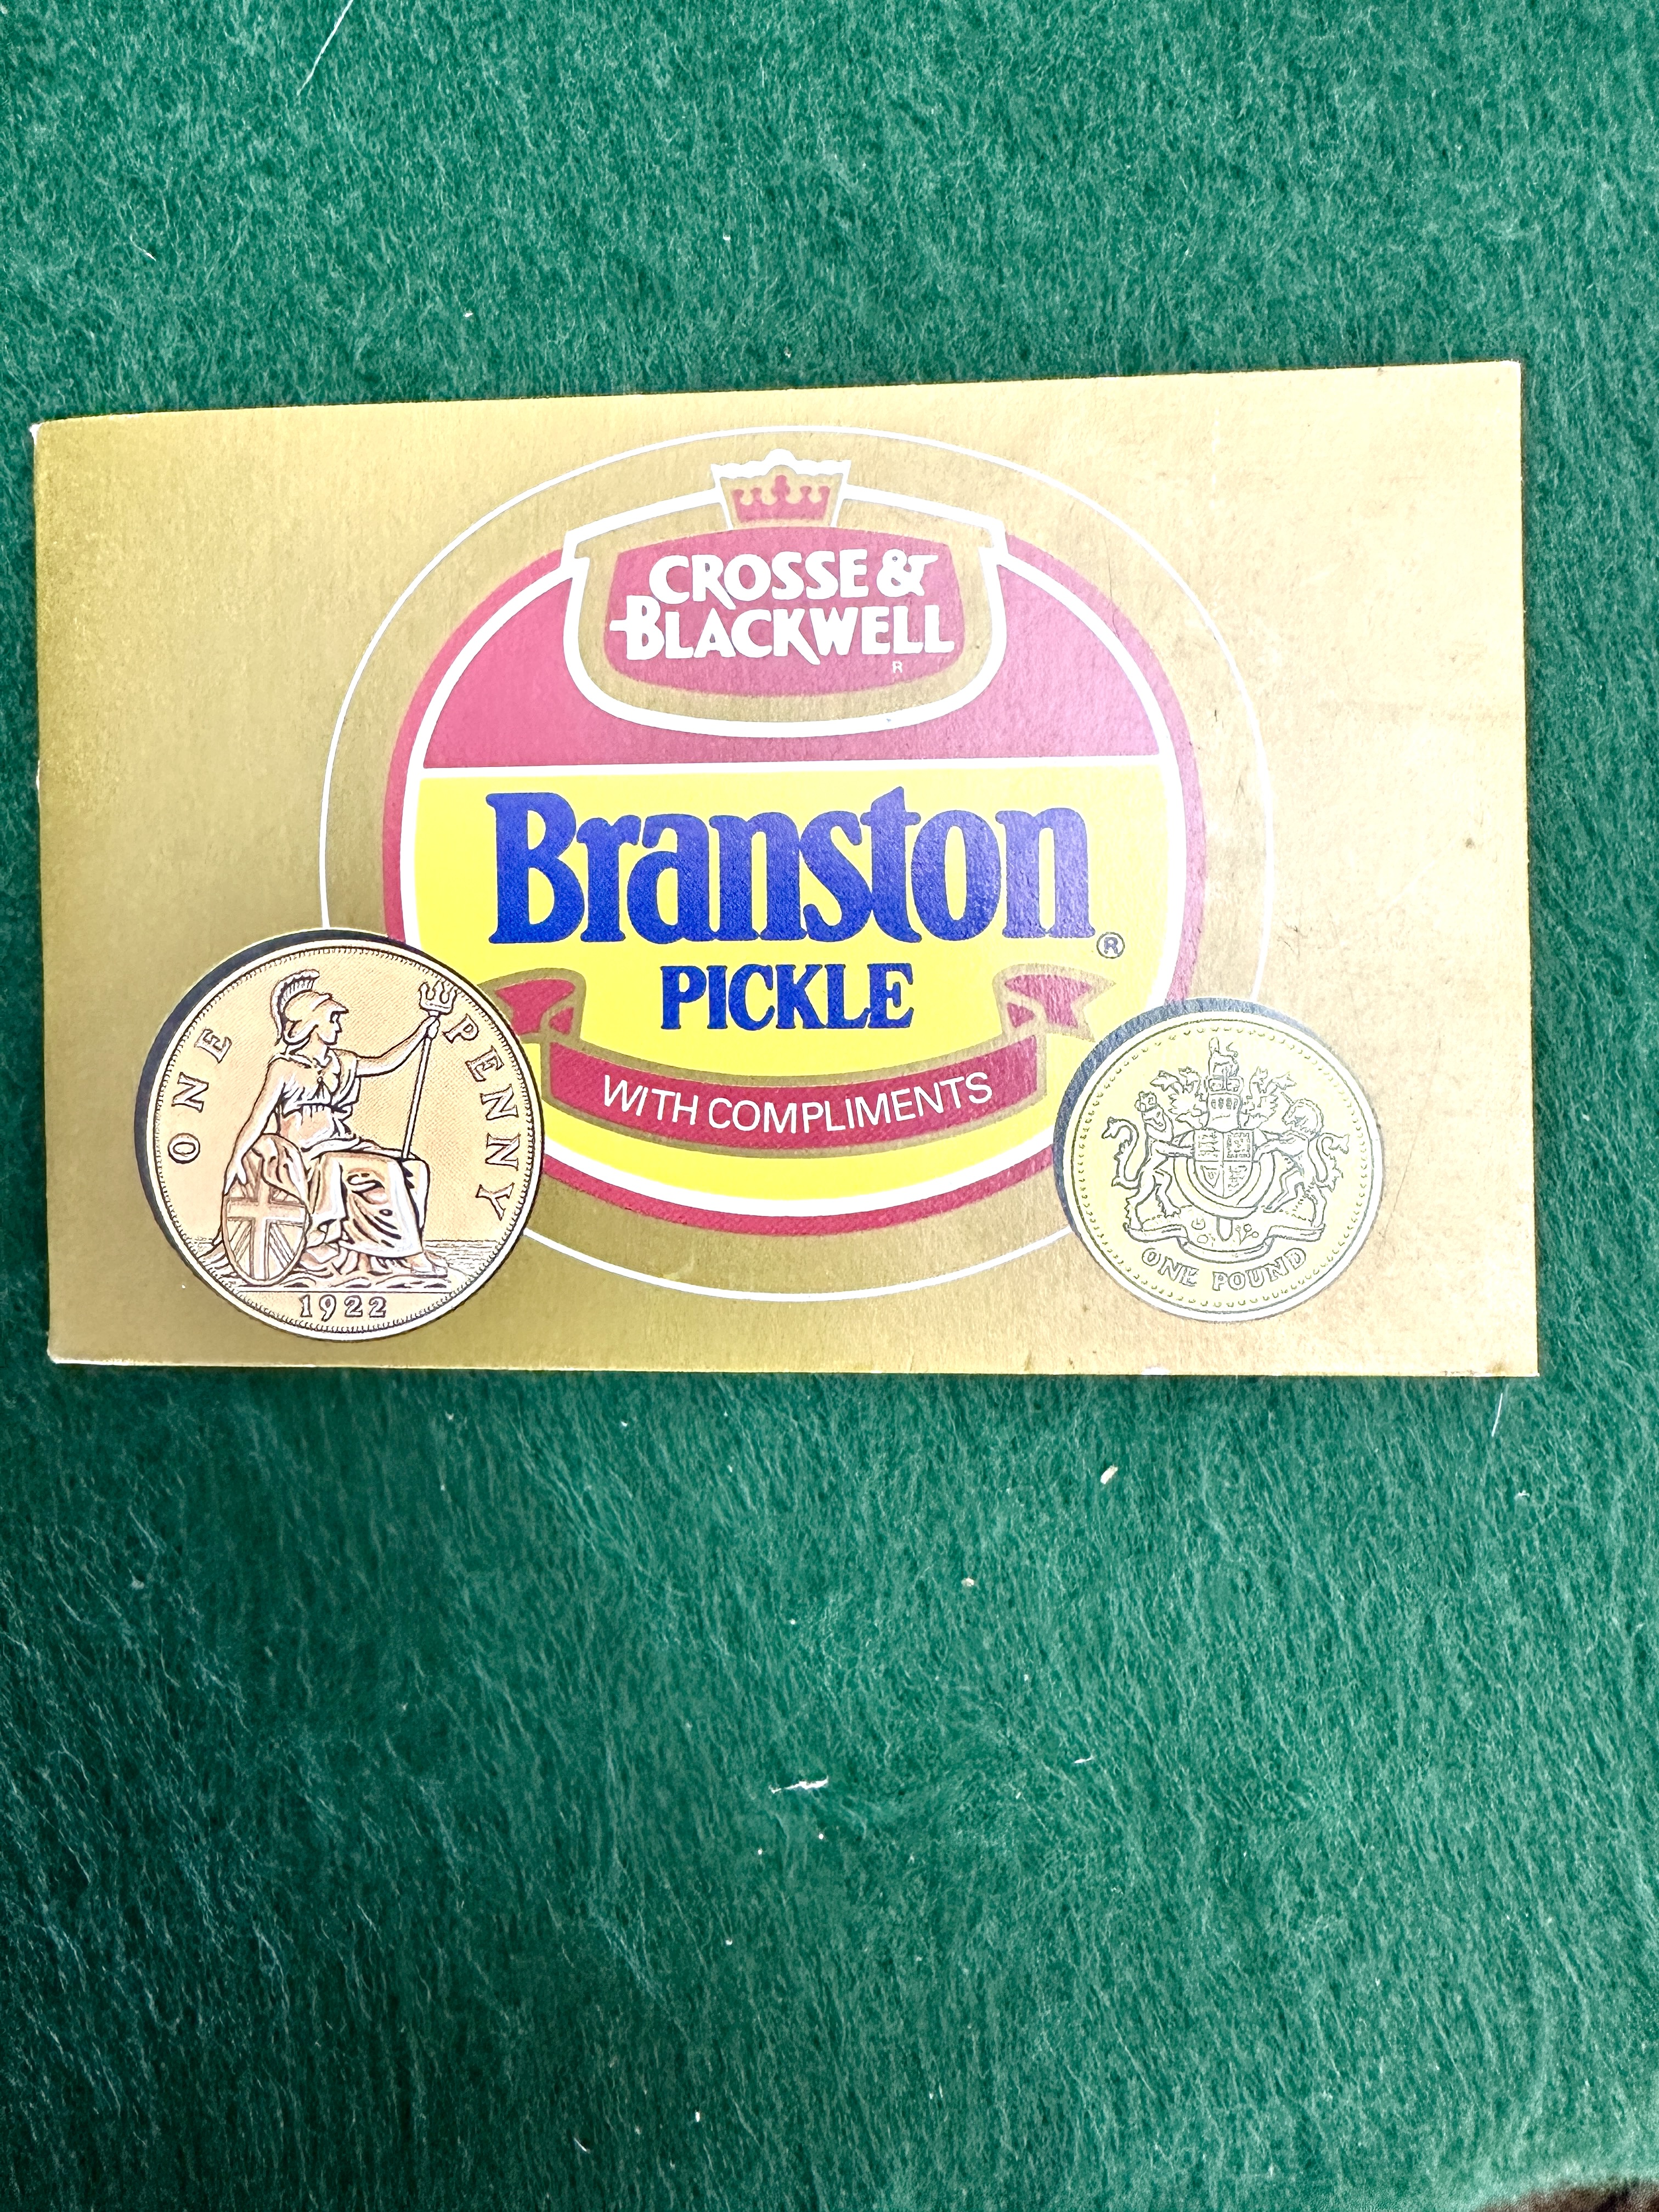 CROSSE &
BLACKWELL
R
Branston®
PICKLE
WITH COMPLIMENTS
ONE PENNY
1922
ONE POUND